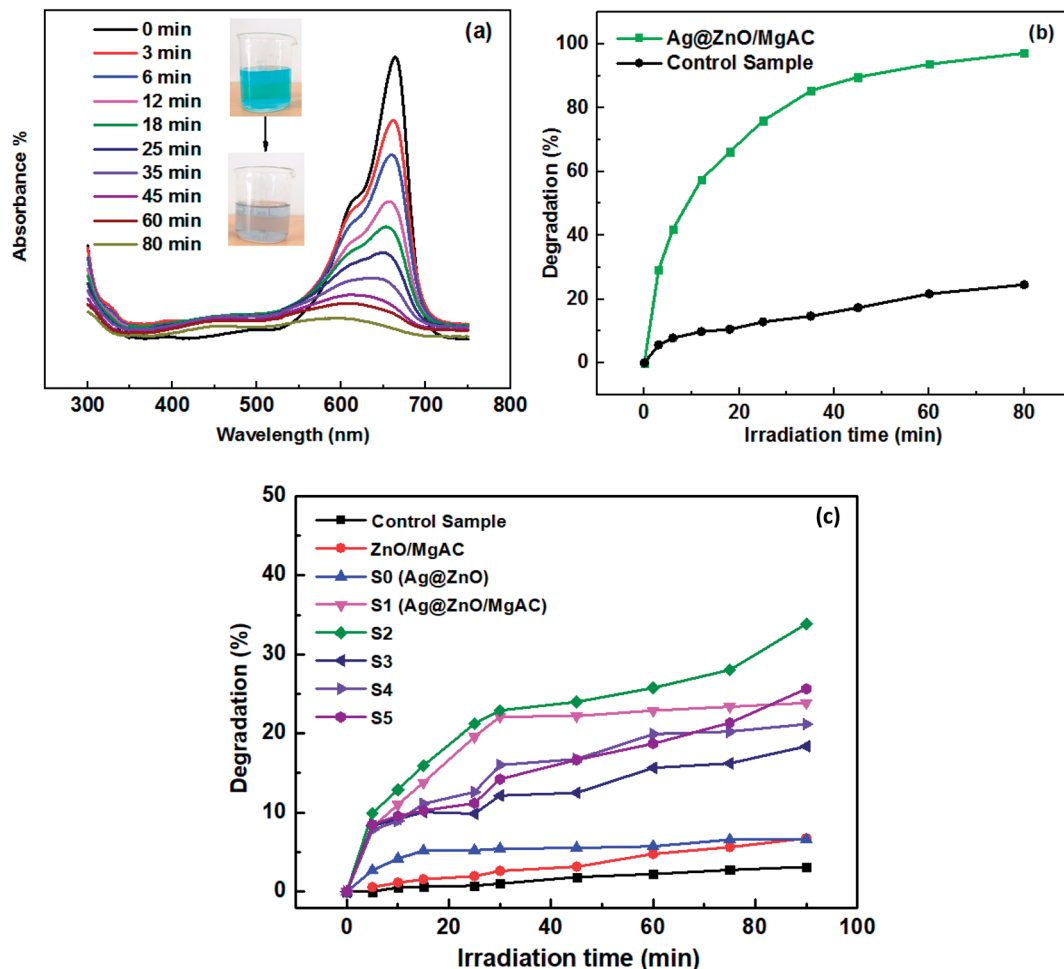 (a)
0 min
3 min
6 min
12 min
18 min
25 min
35 min
45 min
60 min
80 min
Absorbance %
300 400 500 600 700 800
Wavelength (nm)
(b)
Ag@ZnO/MgAC
Control Sample
100
80
60
40
20
0
Degradation (%)
0 20 40 60 80
Irradiation time (min)
(c)
Control Sample
ZnO/MgAC
S0 (Ag@ZnO)
S1 (Ag@ZnO/MgAC)
S2
S3
S4
S5
50
40
30
20
10
0
Degradation (%)
0 20 40 60 80 100
Irradiation time (min)